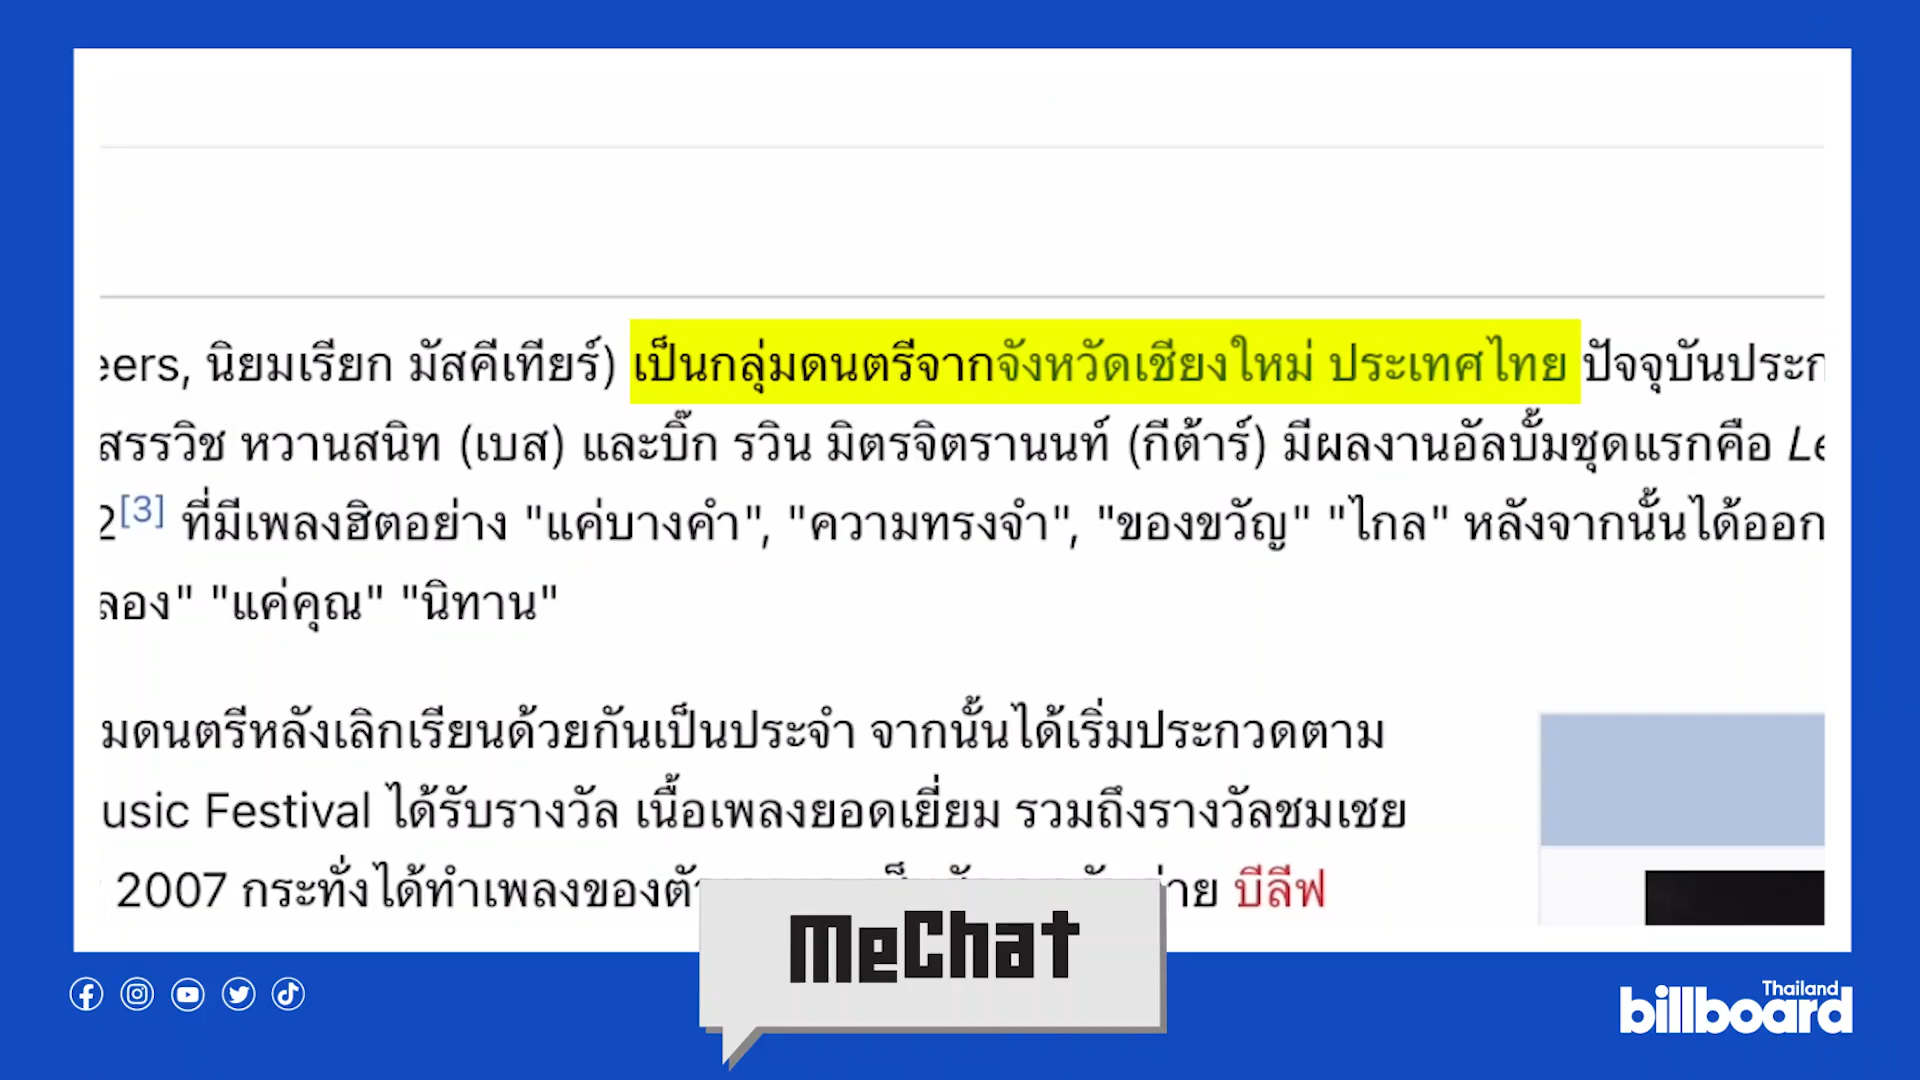 eers, นิยมเรียก มัสคีเทียร์) เป็นกลุ่มดนตรีจากจังหวัดเชียงใหม่ ประเทศไทย ปัจจุบันประก
สรรวิช หวานสนิท (เบส) และบิ๊ก รวิน มิตรจิตรานนท์ (กีต้าร์) มีผลงานอัลบั้มชุดแรกคือ Le
2[3] ที่มีเพลงฮิตอย่าง "แค่บางคำ", "ความทรงจำ", "ของขวัญ" "ไกล" หลังจากนั้นได้ออก
ลอง" "แค่คุณ" "นิทาน"
มดนตรีหลังเลิกเรียนด้วยกันเป็นประจำ จากนั้นได้เริ่มประกวดตาม
usic Festival ได้รับรางวัล เนื้อเพลงยอดเยี่ยม รวมถึงรางวัลชมเชย
2007 กระทั่งได้ทำเพลงของตัว บีลีฟ
MeChat
Thailand
billboard